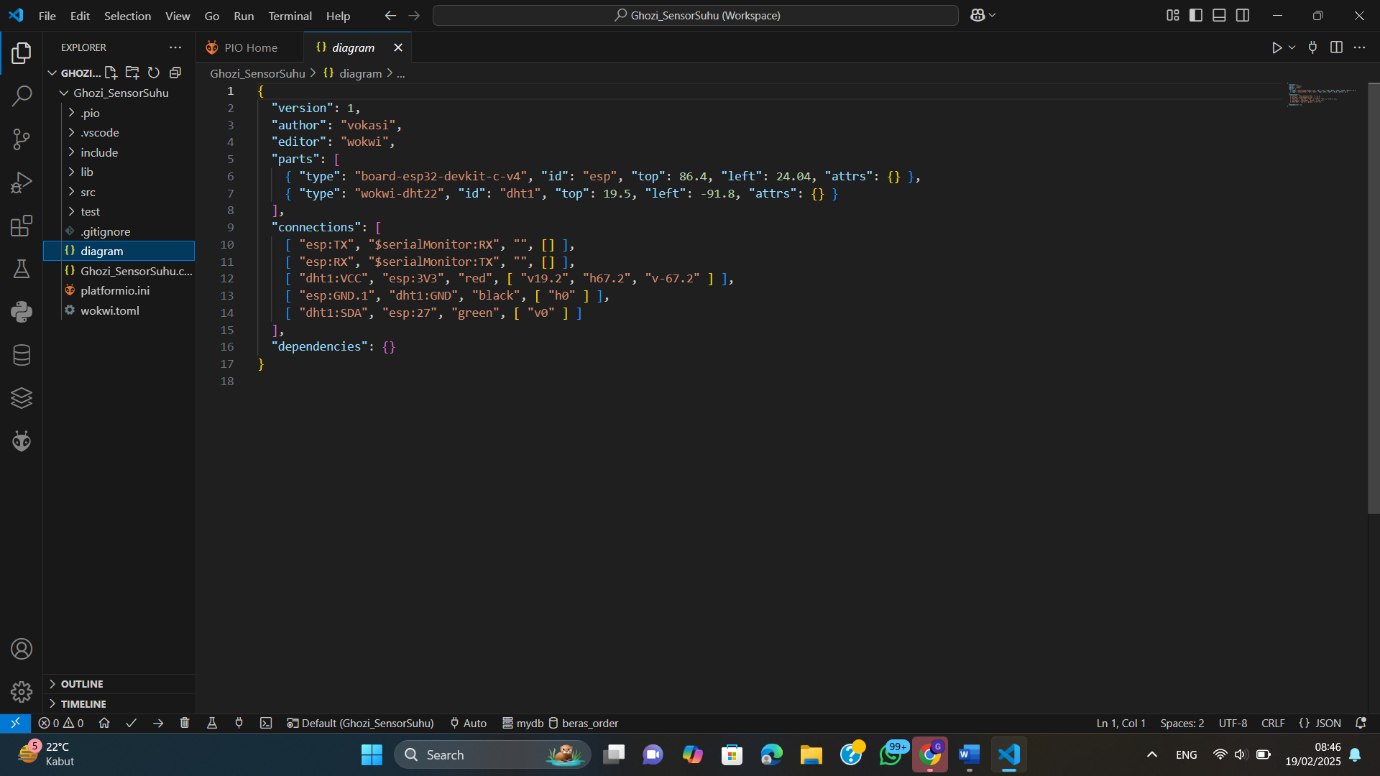 File Edit Selection View Go Run Terminal Help
Ghozi_SensorSuhu (Workspace)
EXPLORER
PIO Home
{} diagram
GHOZI...
Ghozi_SensorSuhu > {} diagram > ...
Ghozi_SensorSuhu
.pio
.vscode
include
lib
src
test
.gitignore
{} diagram
{} Ghozi_SensorSuhu.c...
platformio.ini
wokwi.toml
1 {
2 "version": 1,
3 "author": "vokasi",
4 "editor": "wokwi",
5 "parts": [
6 { "type": "board-esp32-devkit-c-v4", "id": "esp", "top": 86.4, "left": 24.04, "attrs": {} },
7 { "type": "wokwi-dht22", "id": "dht1", "top": 19.5, "left": -91.8, "attrs": {} }
8 ],
9 "connections": [
10 [ "esp:TX", "$serialMonitor:RX", "", [] ],
11 [ "esp:RX", "$serialMonitor:TX", "", [] ],
12 [ "dht1:VCC", "esp:3V3", "red", [ "v19.2", "h67.2", "v-67.2" ] ],
13 [ "esp:GND.1", "dht1:GND", "black", [ "h0" ] ],
14 [ "dht1:SDA", "esp:27", "green", [ "v0" ] ]
15 ],
16 "dependencies": {}
17 }
18
OUTLINE
TIMELINE
0 0 Default (Ghozi_SensorSuhu) Auto mydb beras_order
Ln 1, Col 1 Spaces: 2 UTF-8 CRLF {} JSON
5 22°C
Kabut
Search
99+
G
ENG
08:46
19/02/2025